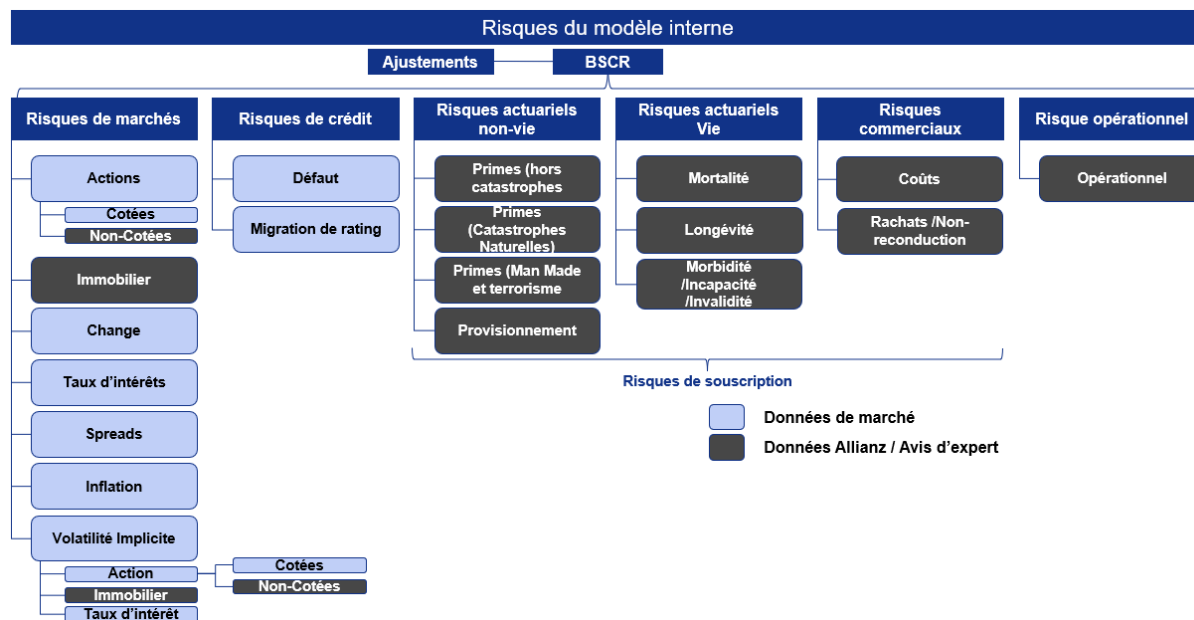 Risques du modèle interne
Ajustements
BSCR
Risques de marchés
Risques de crédit
Risques actuariels
non-vie
Risques actuariels
Vie
Risques
commerciaux
Risque opérationnel
Actions
Cotées
Non-Cotées
Immobilier
Change
Taux d'intérêts
Spreads
Inflation
Volatilité Implicite
Action
Cotées
Non-Cotées
Immobilier
Taux d'intérêt
Défaut
Migration de rating
Primes (hors
catastrophes
Primes
(Catastrophes
Naturelles)
Primes (Man Made
et terrorisme
Provisionnement
Mortalité
Longévité
Morbidité
/Incapacité
/Invalidité
Coûts
Rachats /Non-
reconduction
Opérationnel
Risques de souscription
Données de marché
Données Allianz / Avis d'expert